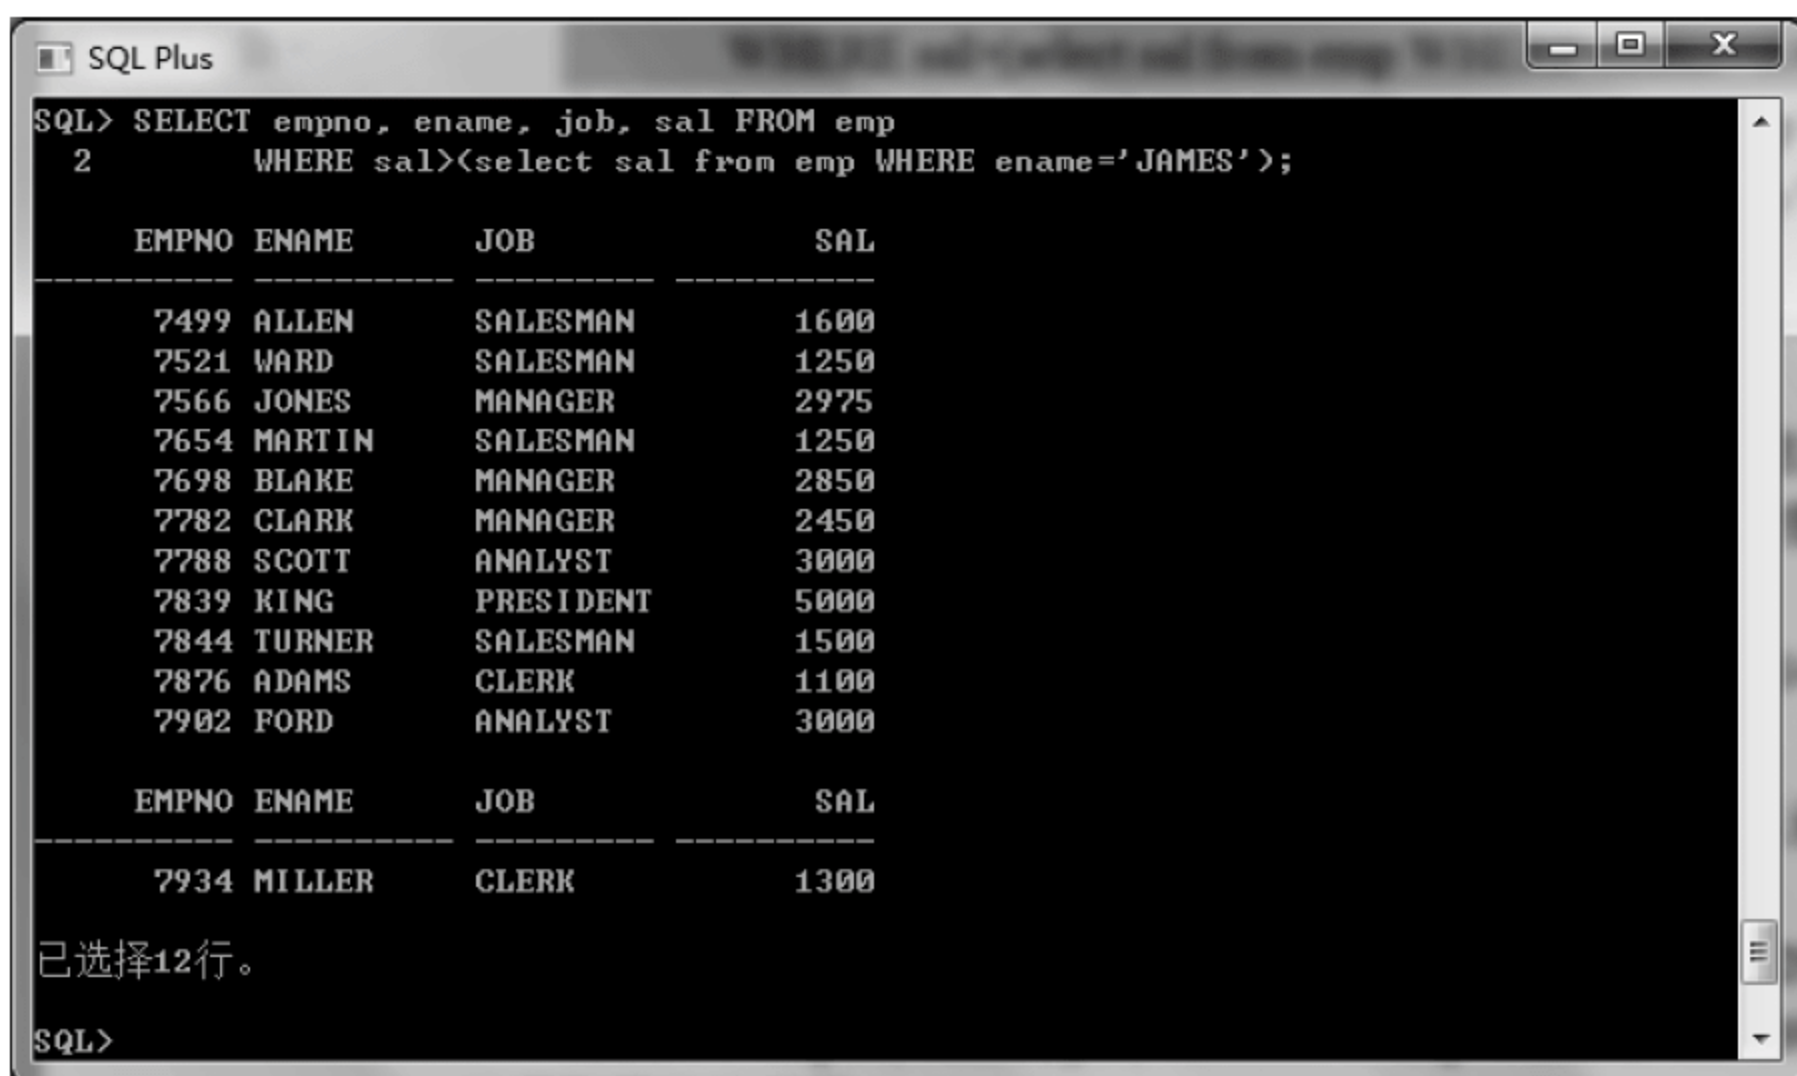 SQL Plus
SQL> SELECT empno, ename, job, sal FROM emp
2 WHERE sal>(select sal from emp WHERE ename='JAMES');
EMPNO ENAME JOB SAL
---------- ---------- --------- ----------
7499 ALLEN SALESMAN 1600
7521 WARD SALESMAN 1250
7566 JONES MANAGER 2975
7654 MARTIN SALESMAN 1250
7698 BLAKE MANAGER 2850
7782 CLARK MANAGER 2450
7788 SCOTT ANALYST 3000
7839 KING PRESIDENT 5000
7844 TURNER SALESMAN 1500
7876 ADAMS CLERK 1100
7902 FORD ANALYST 3000
EMPNO ENAME JOB SAL
---------- ---------- --------- ----------
7934 MILLER CLERK 1300
已选择12行。
SQL>